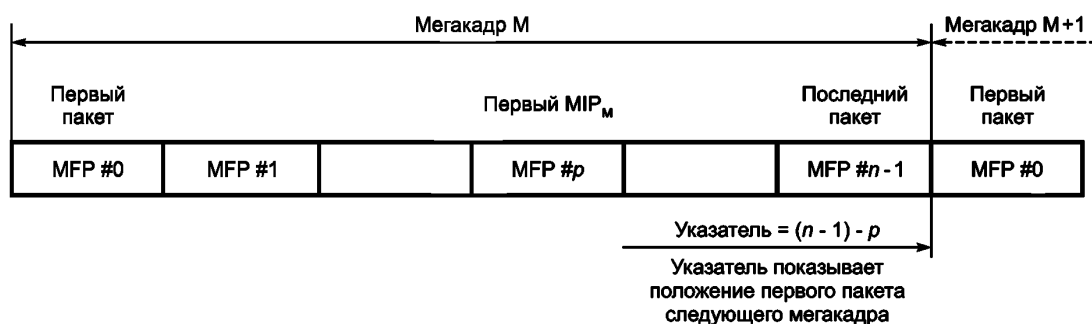 Мегакадр М
Мегакадр М+1
Первый
пакет
Первый MIPм
Последний
пакет
Первый
пакет
MFP #0
MFP #1
MFP #p
MFP #n - 1
MFP #0
Указатель = (n - 1) - p
Указатель показывает
положение первого пакета
следующего мегакадра